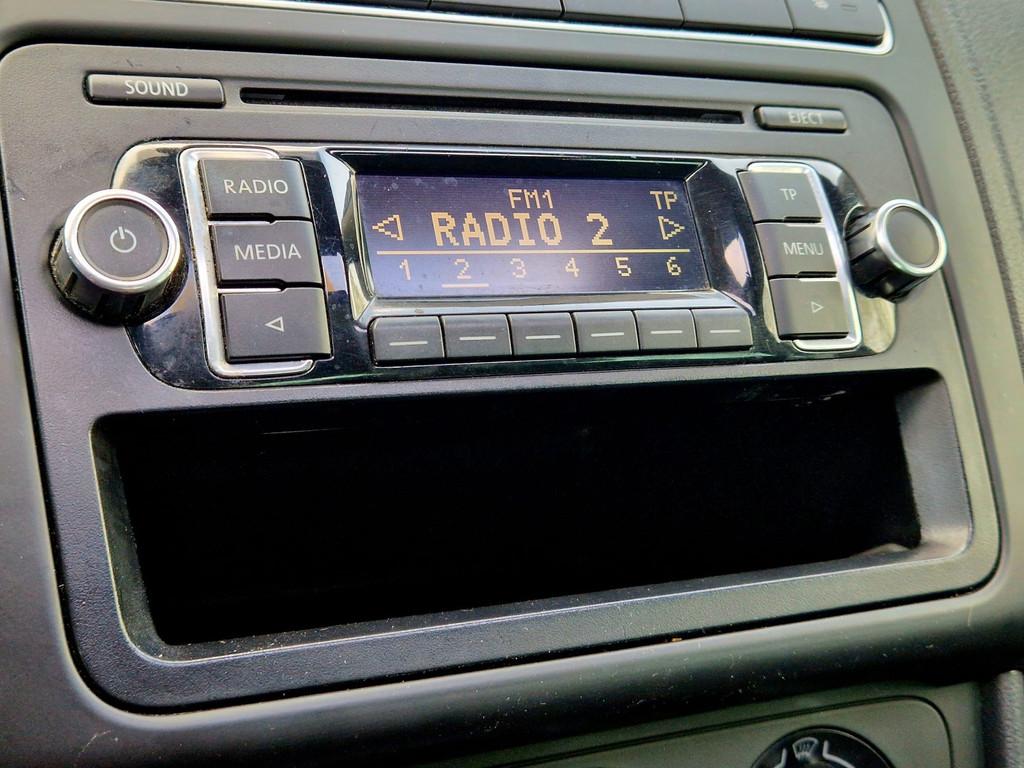 SOUND
EJECT
RADIO
MEDIA
FM1
TP
RADIO 2
1 2 3 4 5 6
TP
MENU